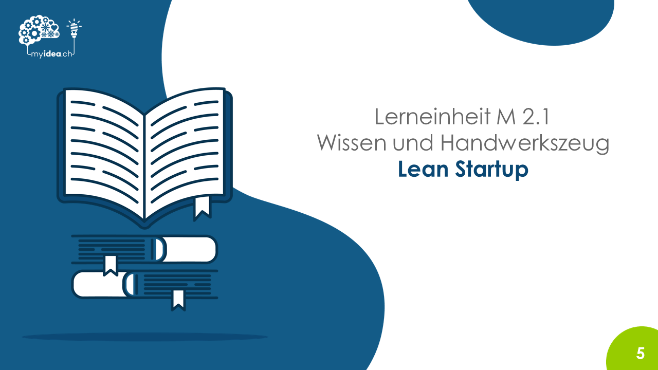 myidea.ch
Lerneinheit M 2.1
Wissen und Handwerkszeug
Lean Startup
5